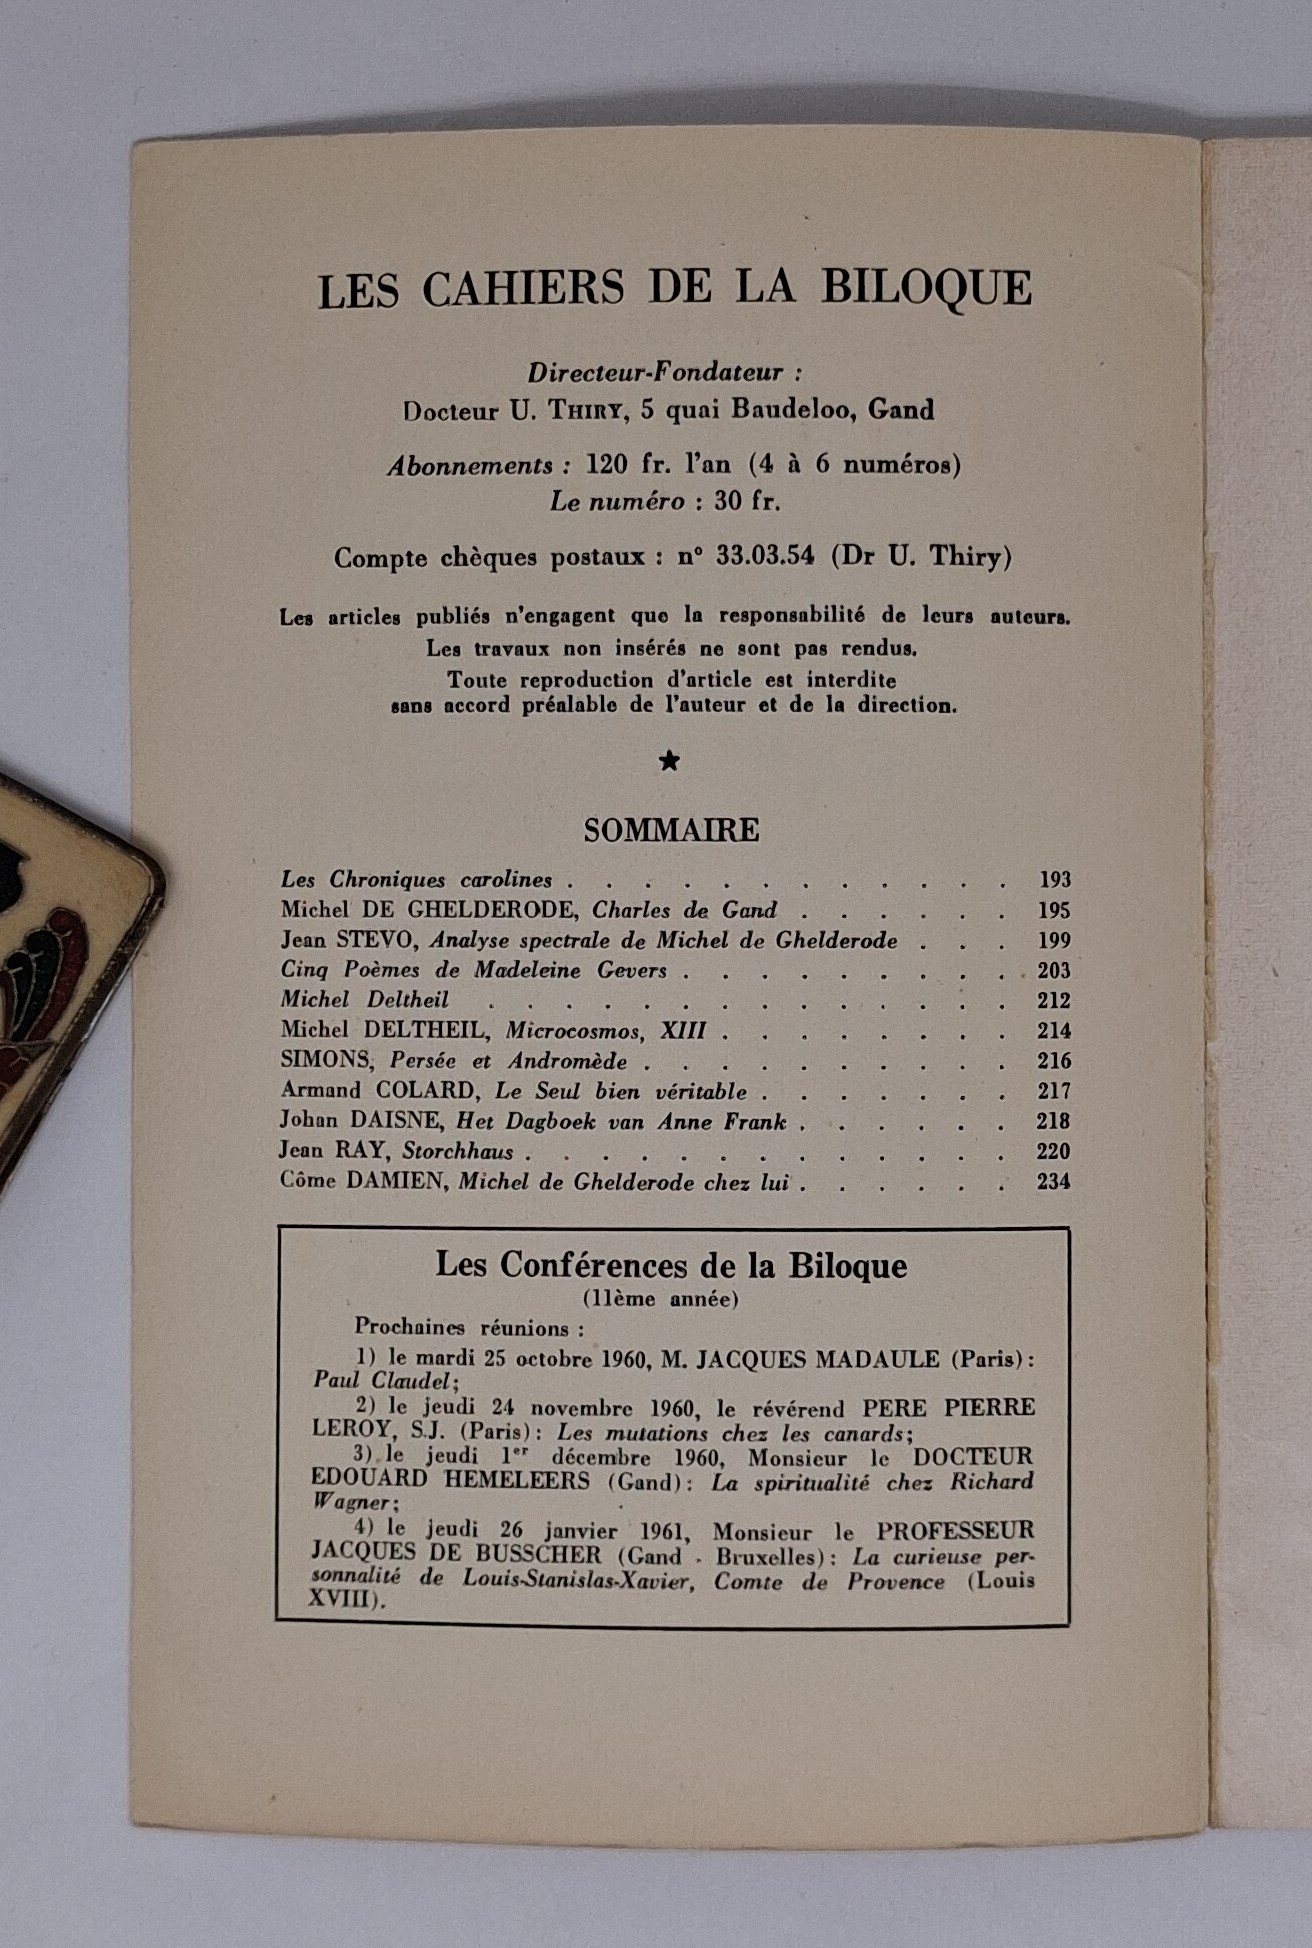 LES CAHIERS DE LA BILOQUE
Directeur-Fondateur :
Docteur U. THIRY, 5 quai Baudeloo, Gand
Abonnements : 120 fr. l'an (4 à 6 numéros)
Le numéro : 30 fr.
Compte chèques postaux : n° 33.03.54 (Dr U. Thiry)
Les articles publiés n'engagent que la responsabilité de leurs auteurs.
Les travaux non insérés ne sont pas rendus.
Toute reproduction d'article est interdite
sans accord préalable de l'auteur et de la direction.
★
SOMMAIRE
Les Chroniques carolines . . . . . . . . . . . . 193
Michel DE GHELDERODE, Charles de Gand . . . . . . 195
Jean STEVO, Analyse spectrale de Michel de Ghelderode . . . 199
Cinq Poèmes de Madeleine Gevers . . . . . . . . . 203
Michel Deltheil . . . . . . . . . . . . . . 212
Michel DELTHEIL, Microcosmos, XIII . . . . . . . . 214
SIMONS, Persée et Andromède . . . . . . . . . . 216
Armand COLARD, Le Seul bien véritable . . . . . . . 217
Johan DAISNE, Het Dagboek van Anne Frank . . . . . . 218
Jean RAY, Storchhaus . . . . . . . . . . . . . 220
Côme DAMIEN, Michel de Ghelderode chez lui . . . . . . 234
Les Conférences de la Biloque
(11ème année)
Prochaines réunions :
1) le mardi 25 octobre 1960, M. JACQUES MADAULE (Paris) :
Paul Claudel ;
2) le jeudi 24 novembre 1960, le révérend PERE PIERRE
LEROY, S.J. (Paris) : Les mutations chez les canards ;
3) le jeudi 1er décembre 1960, Monsieur le DOCTEUR
EDOUARD HEMELEERS (Gand) : La spiritualité chez Richard
Wagner ;
4) le jeudi 26 janvier 1961, Monsieur le PROFESSEUR
JACQUES DE BUSSCHER (Gand - Bruxelles) : La curieuse per-
sonnalité de Louis-Stanislas-Xavier, Comte de Provence (Louis
XVIII).